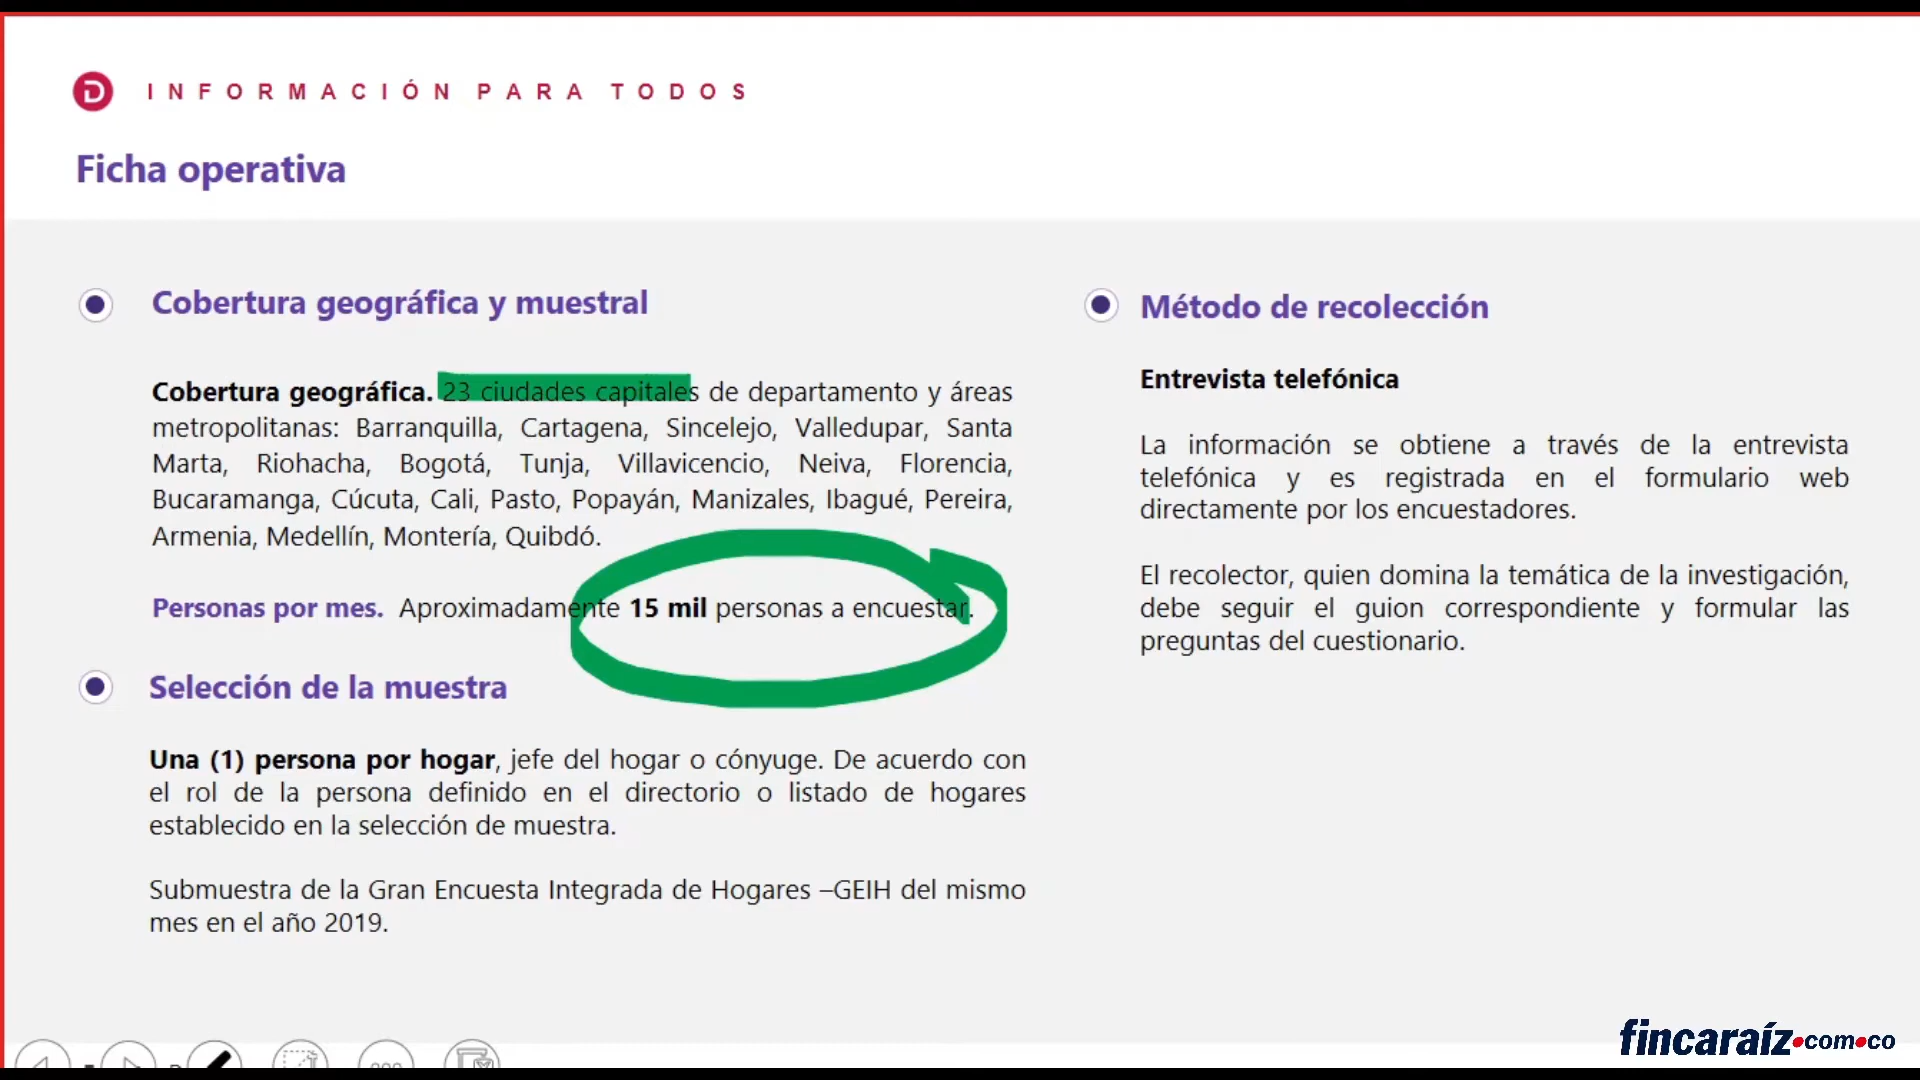 INFORMACIÓN PARA TODOS
Ficha operativa
Cobertura geográfica y muestral
Cobertura geográfica. 23 ciudades capitales de departamento y áreas
metropolitanas: Barranquilla, Cartagena, Sincelejo, Valledupar, Santa
Marta, Riohacha, Bogotá, Tunja, Villavicencio, Neiva, Florencia,
Bucaramanga, Cúcuta, Cali, Pasto, Popayán, Manizales, Ibagué, Pereira,
Armenia, Medellín, Montería, Quibdó.
Personas por mes. Aproximadamente 15 mil personas a encuestar.
Selección de la muestra
Una (1) persona por hogar, jefe del hogar o cónyuge. De acuerdo con
el rol de la persona definido en el directorio o listado de hogares
establecido en la selección de muestra.
Submuestra de la Gran Encuesta Integrada de Hogares –GEIH del mismo
mes en el año 2019.
Método de recolección
Entrevista telefónica
La información se obtiene a través de la entrevista
telefónica y es registrada en el formulario web
directamente por los encuestadores.
El recolector, quien domina la temática de la investigación,
debe seguir el guion correspondiente y formular las
preguntas del cuestionario.
fincaraíz.com.co